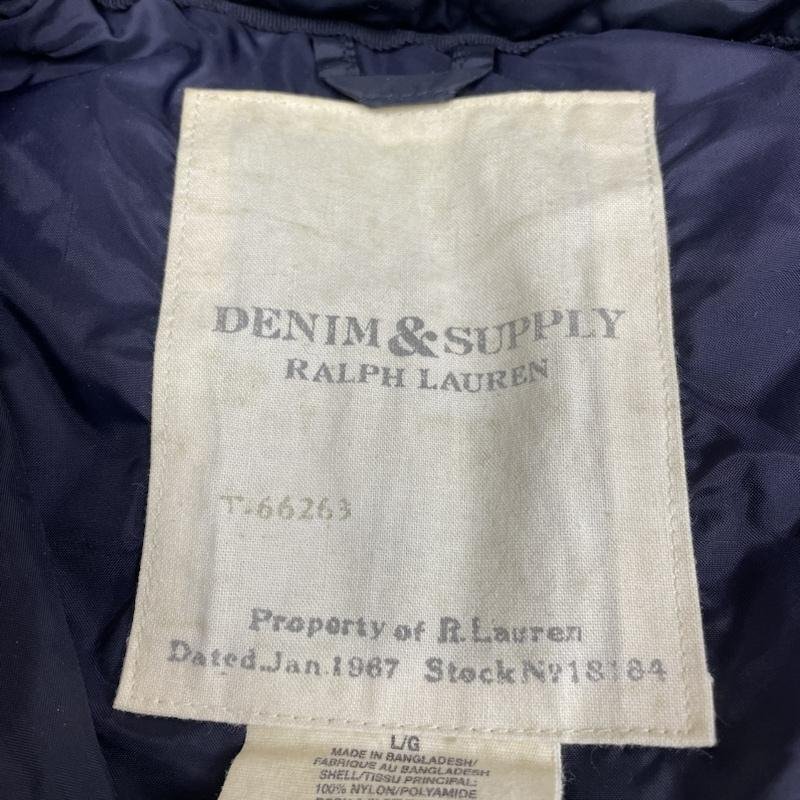 DENIM & SUPPLY
RALPH LAUREN
T-66263
Property of R. Lauren
Dated.Jan.1967 Stock No 18184
L/G
MADE IN BANGLADESH/
FABRIQUE AU BANGLADESH
SHELL/TISSU PRINCIPAL:
100% NYLON/POLYAMIDE